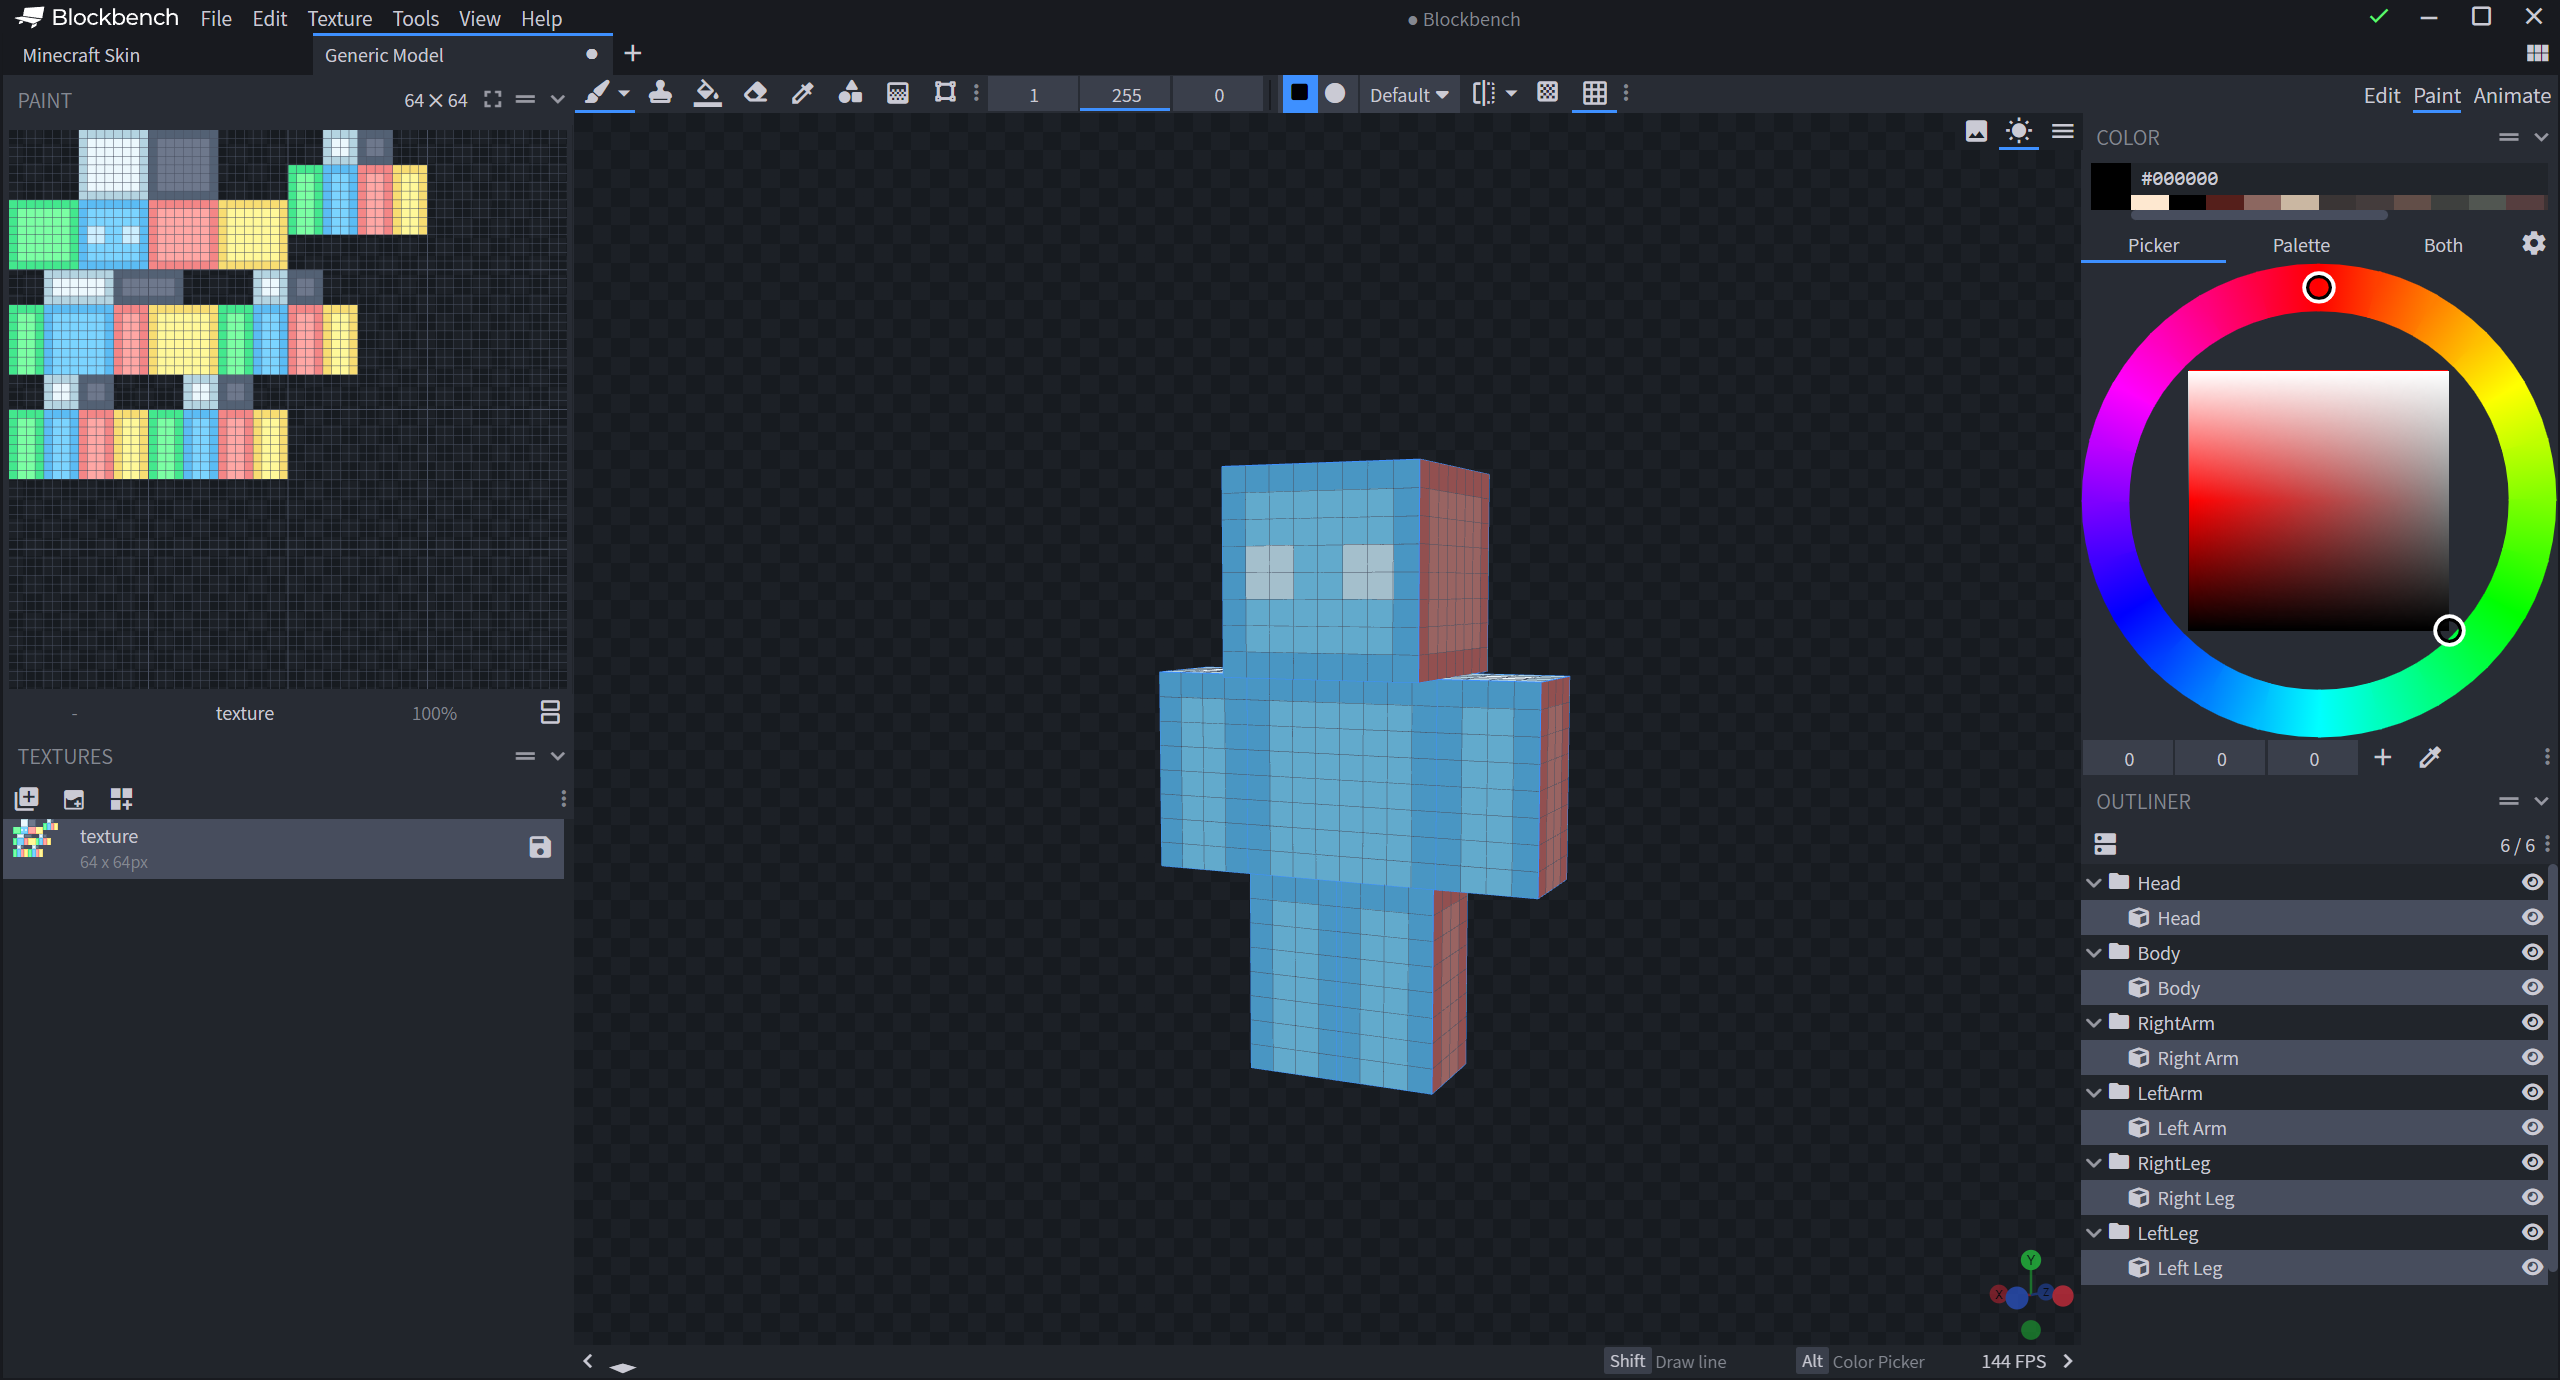 Blockbench File Edit Texture Tools View Help
● Blockbench
Minecraft Skin
Generic Model
PAINT 64×64
1 255 0
Default
Edit Paint Animate
COLOR
#000000
Picker Palette Both
- texture 100%
TEXTURES
texture
64 x 64px
0 0 0
OUTLINER
6 / 6
Head
Head
Body
Body
RightArm
Right Arm
LeftArm
Left Arm
RightLeg
Right Leg
LeftLeg
Left Leg
Y
X Z
Shift Draw line Alt Color Picker 144 FPS